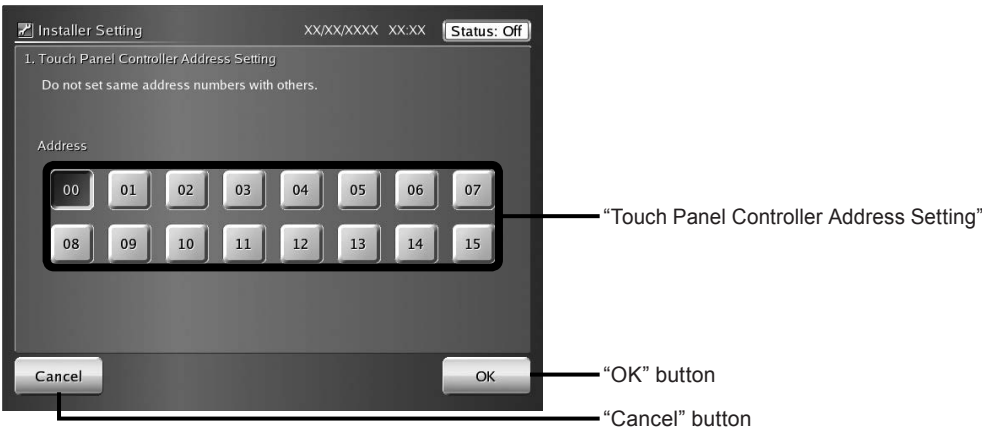 Installer Setting XX/XX/XXXX XX:XX Status: Off
1. Touch Panel Controller Address Setting
Do not set same address numbers with others.
Address
00 01 02 03 04 05 06 07
“Touch Panel Controller Address Setting”
08 09 10 11 12 13 14 15
Cancel OK
“OK” button
“Cancel” button